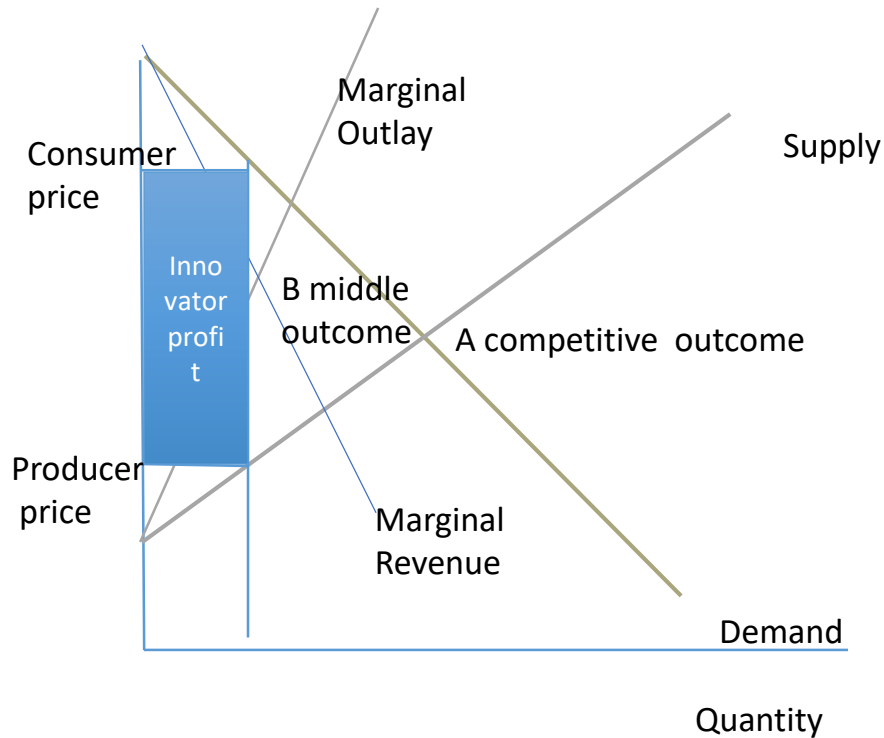 Marginal
Outlay
Supply
Consumer
price
Inno
vator
profi
t
B middle
outcome
A competitive outcome
Producer
price
Marginal
Revenue
Demand
Quantity